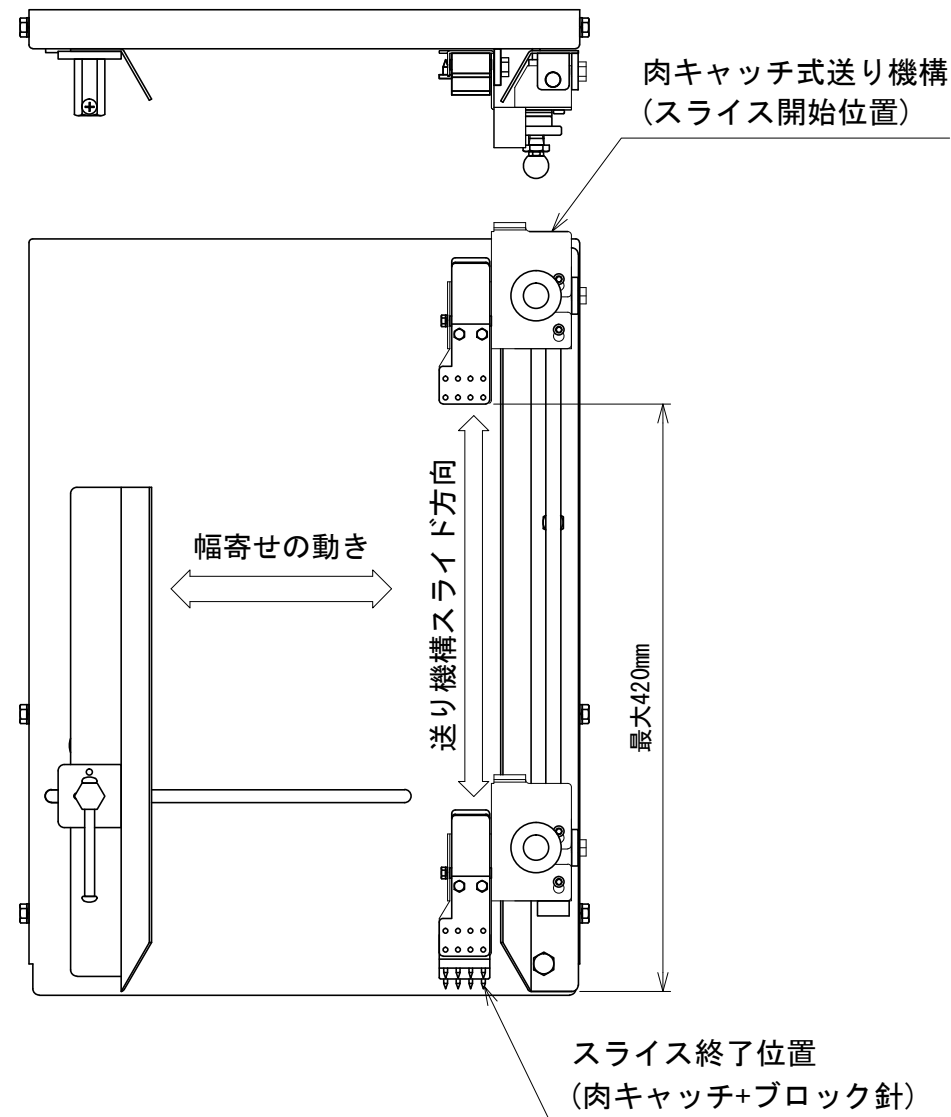 肉キャッチ式送り機構
(スライス開始位置)
幅寄せの動き
送り機構スライド方向
最大420mm
スライス終了位置
(肉キャッチ+ブロック針)